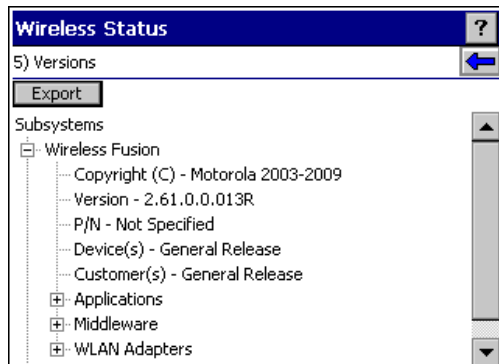 Wireless Status
?
5) Versions
Export
Subsystems
Wireless Fusion
Copyright (C) - Motorola 2003-2009
Version - 2.61.0.0.013R
P/N - Not Specified
Device(s) - General Release
Customer(s) - General Release
Applications
Middleware
WLAN Adapters